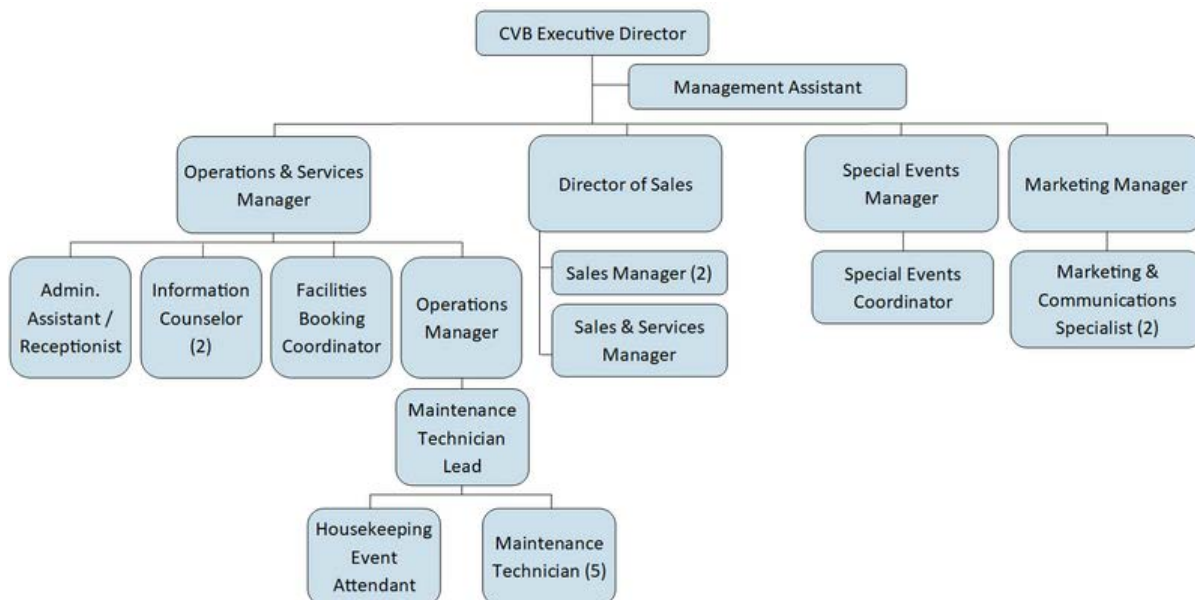 CVB Executive Director
Management Assistant
Operations & Services
Manager
Director of Sales
Special Events
Manager
Marketing Manager
Admin.
Assistant /
Receptionist
Information
Counselor
(2)
Facilities
Booking
Coordinator
Operations
Manager
Sales Manager (2)
Sales & Services
Manager
Special Events
Coordinator
Marketing &
Communications
Specialist (2)
Maintenance
Technician
Lead
Housekeeping
Event
Attendant
Maintenance
Technician (5)